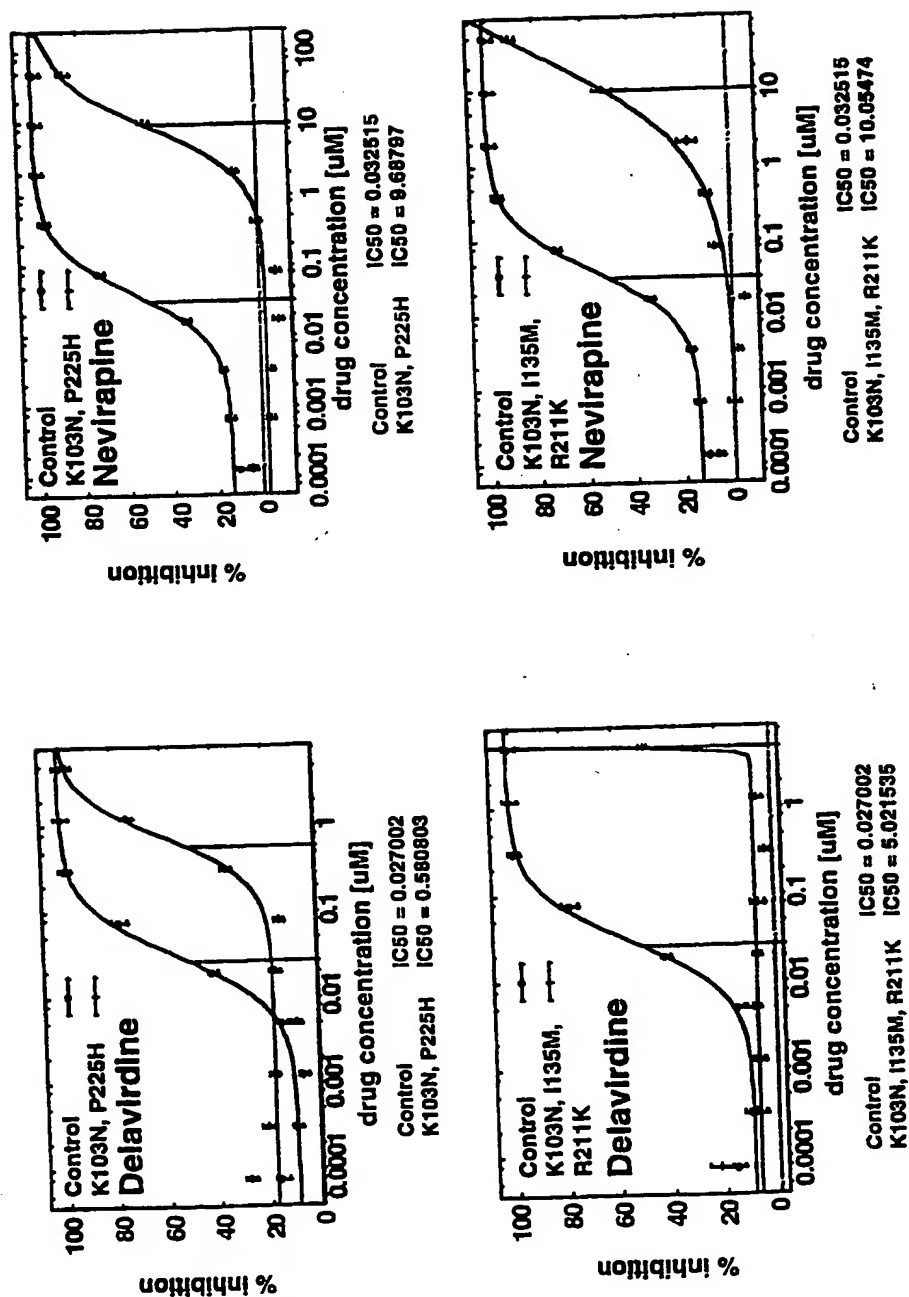 Control
K103N, P225H
Delavirdine
% inhibition
100
80
60
40
20
0
0.0001
0.001
0.01
0.1
1
drug concentration [uM]
Control IC50 = 0.027002
K103N, P225H IC50 = 0.580803
Control
K103N, P225H
Nevirapine
% inhibition
100
80
60
40
20
0
0.0001
0.001
0.01
0.1
1
10
100
drug concentration [uM]
Control IC50 = 0.032515
K103N, P225H IC50 = 9.68797
Control
K103N, I135M,
R211K
Delavirdine
% inhibition
100
80
60
40
20
0
0.0001
0.001
0.01
0.1
1
drug concentration [uM]
Control IC50 = 0.027002
K103N, I135M, R211K IC50 = 5.021535
Control
K103N, I135M,
R211K
Nevirapine
% inhibition
100
80
60
40
20
0
0.0001
0.001
0.01
0.1
1
10
drug concentration [uM]
Control IC50 = 0.032515
K103N, I135M, R211K IC50 = 10.05474